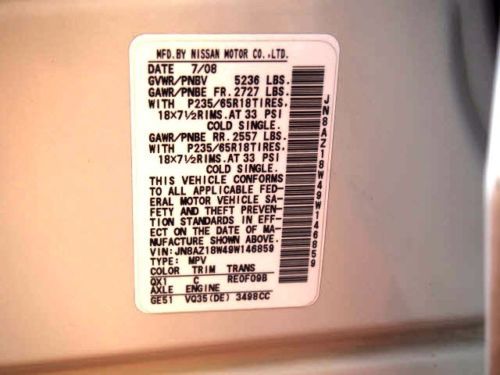 MFD.BY NISSAN MOTOR CO.,LTD.
DATE 7/08
GVWR/PNBV 5236 LBS.
GAWR/PNBE FR. 2727 LBS.
WITH P235/65R18TIRES.
18×7½RIMS.AT 33 PSI
COLD SINGLE.
GAWR/PNBE RR. 2557 LBS.
WITH P235/65R18TIRES.
18×7½RIMS.AT 33 PSI
COLD SINGLE.
THIS VEHICLE CONFORMS
TO ALL APPLICABLE FED-
ERAL MOTOR VEHICLE SA-
FETY AND THEFT PREVEN-
TION STANDARDS IN EFF-
ECT ON THE DATE OF MA-
NUFACTURE SHOWN ABOVE.
VIN:JN8AZ18W49W146859
TYPE: MPV
COLOR TRIM TRANS
QX1 C RE0F09B
AXLE ENGINE
GE51 VQ35(DE) 3498CC
JN8AZ18W49W146859